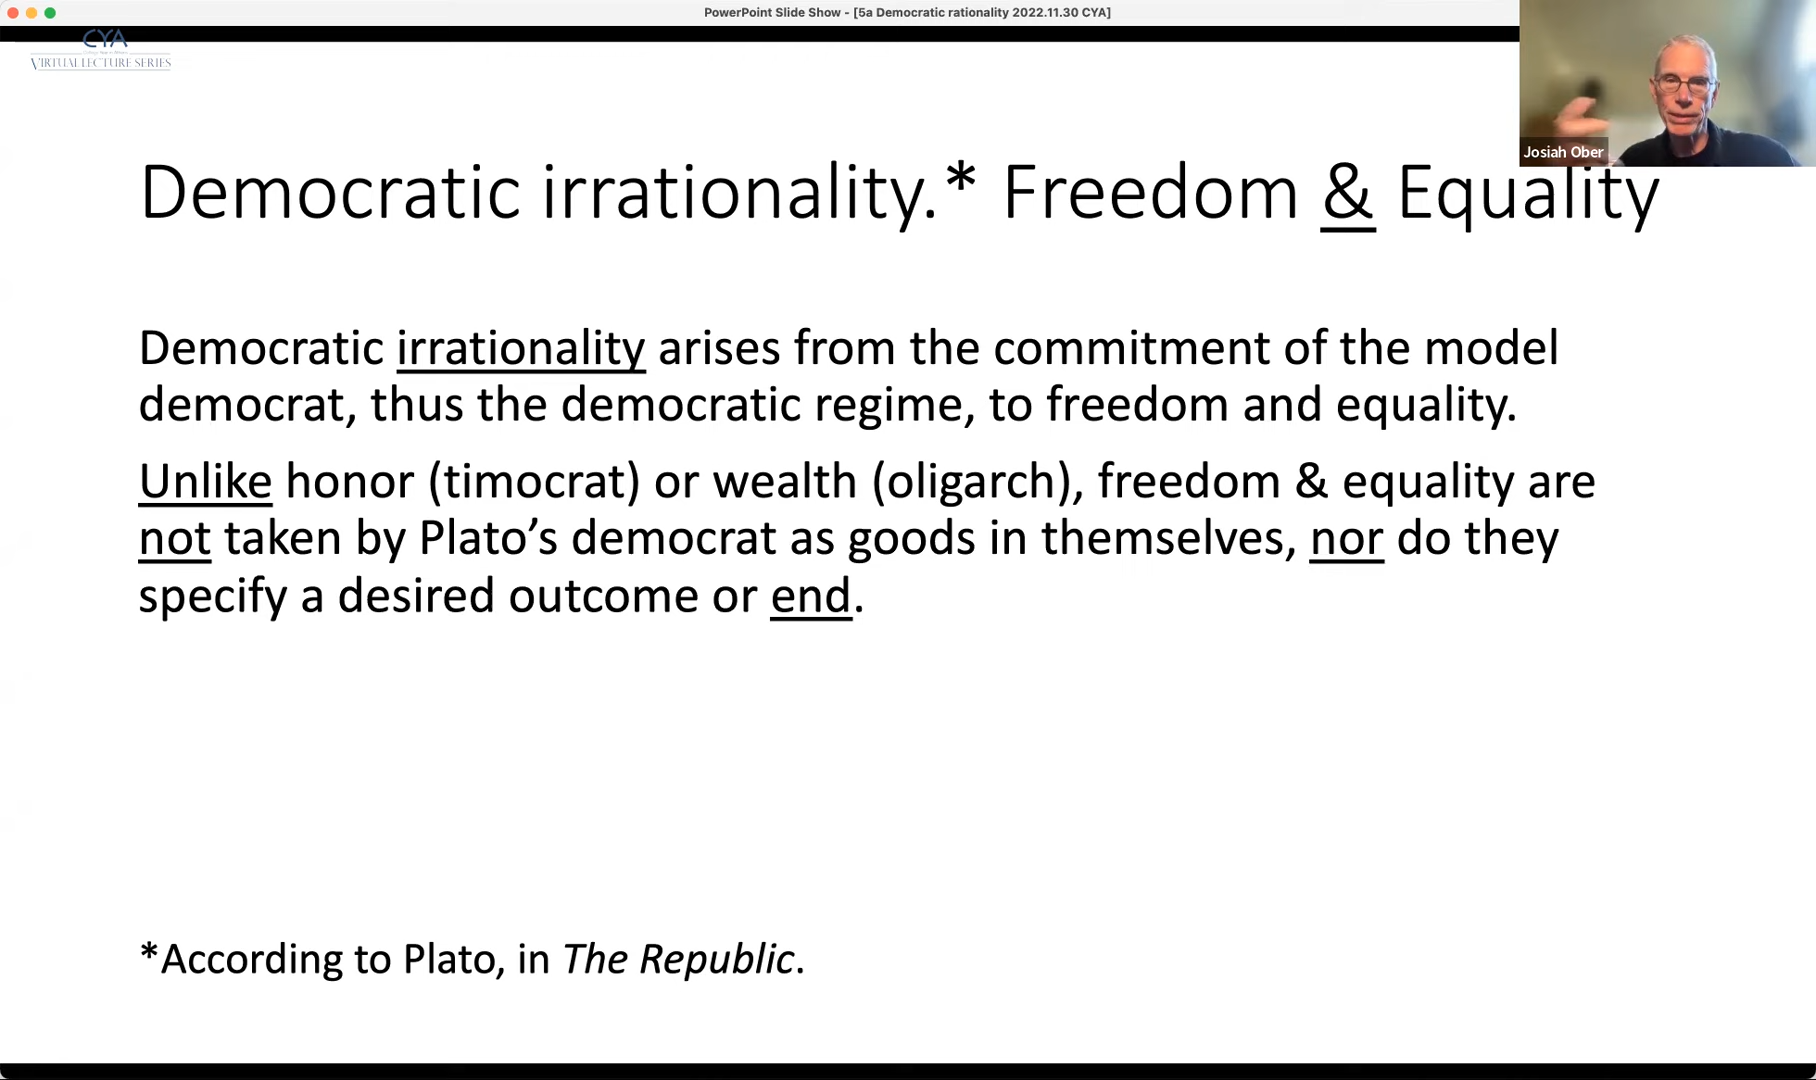 PowerPoint Slide Show - [5a Democratic rationality 2022.11.30 CYA]
CYA
VIRTUAL LECTURE SERIES
Josiah Ober
Democratic irrationality.* Freedom & Equality
Democratic irrationality arises from the commitment of the model
democrat, thus the democratic regime, to freedom and equality.
Unlike honor (timocrat) or wealth (oligarch), freedom & equality are
not taken by Plato’s democrat as goods in themselves, nor do they
specify a desired outcome or end.
*According to Plato, in The Republic.